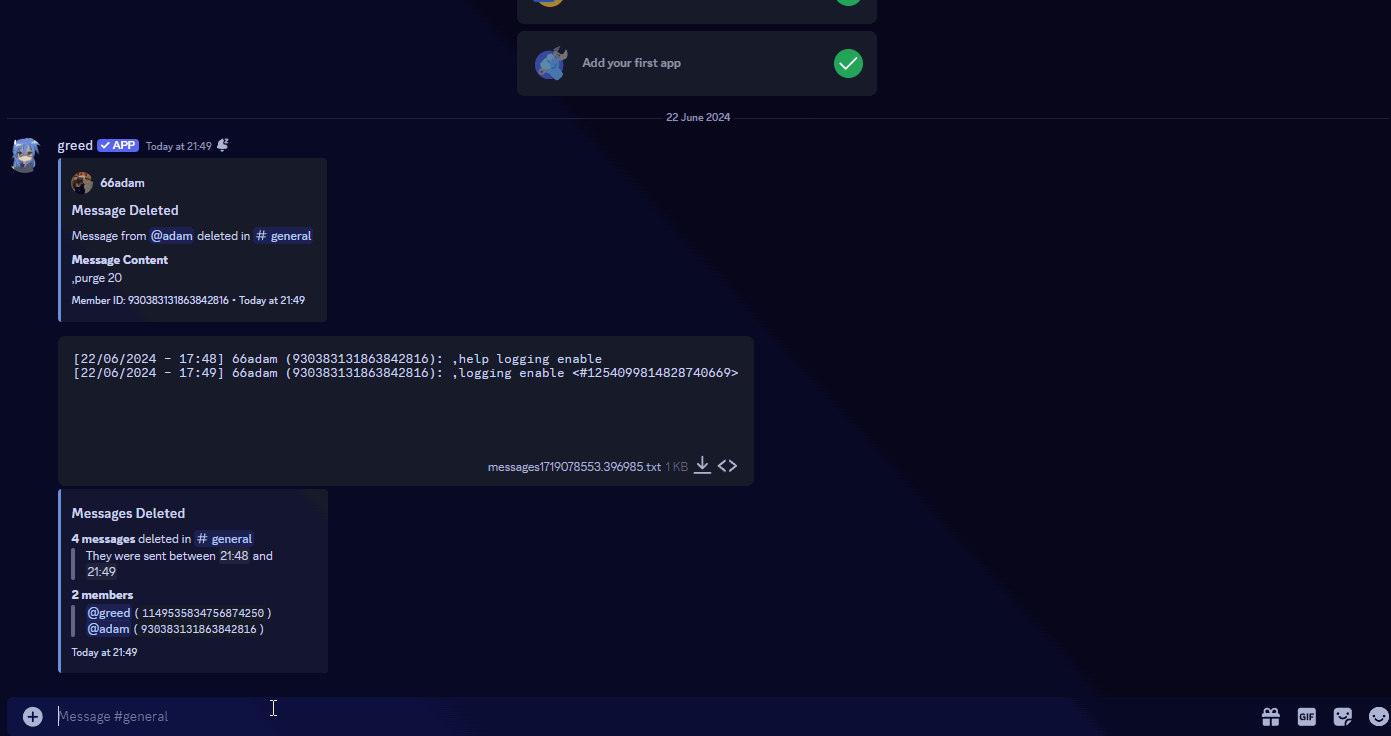 Add your first app
22 June 2024
greed ✓ APP Today at 21:49
66adam
Message Deleted
Message from @adam deleted in # general
Message Content
,purge 20
Member ID: 930383131863842816 • Today at 21:49
[22/06/2024 - 17:48] 66adam (930383131863842816): ,help logging enable
[22/06/2024 - 17:49] 66adam (930383131863842816): ,logging enable <#1254099814828740669>
messages1719078553.396985.txt 1 KB
Messages Deleted
4 messages deleted in # general
They were sent between 21:48 and
21:49
2 members
@greed ( 1149535834756874250 )
@adam ( 930383131863842816 )
Today at 21:49
Message #general
GIF